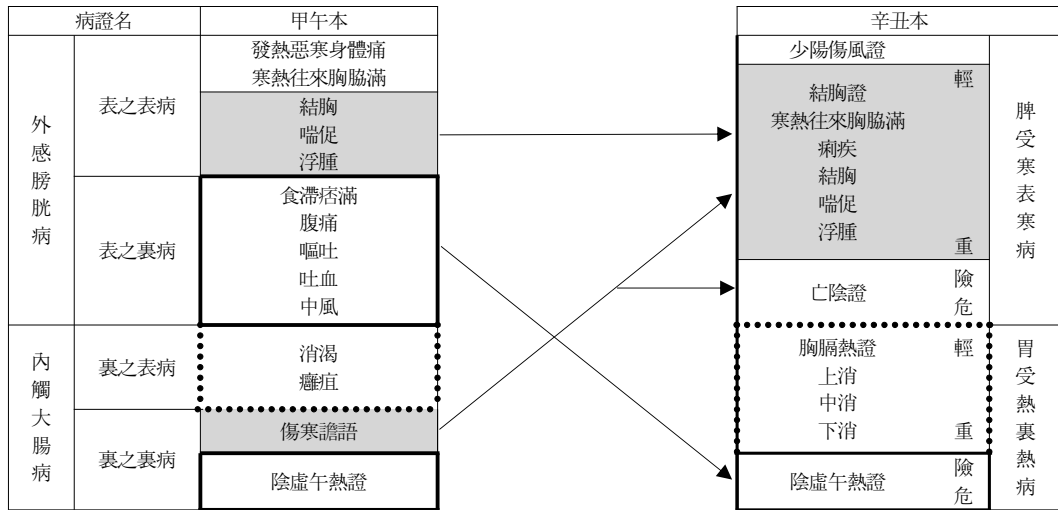 病證名
甲午本
外感膀胱病
表之表病
發熱惡寒身體痛
寒熱往來胸脇滿
結胸
喘促
浮腫
表之裏病
食滯痞滿
腹痛
嘔吐
吐血
中風
內觸大腸病
裏之表病
消渴
癰疽
裏之裏病
傷寒譫語
陰虛午熱證
辛丑本
少陽傷風證
輕
結胸證
寒熱往來胸脇滿
痢疾
結胸
喘促
浮腫
重
亡陰證
險危
脾受寒表寒病
胸膈熱證
輕
上消
中消
下消
重
陰虛午熱證
險危
胃受熱裏熱病